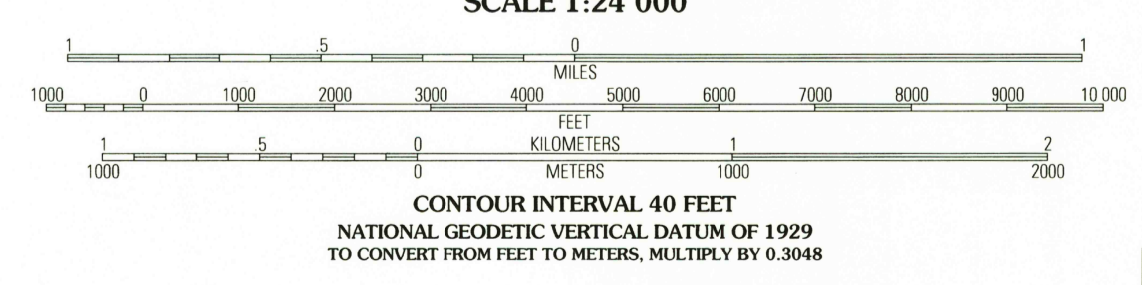 SCALE 1:24 000
1 .5 0 1
MILES
1000 0 1000 2000 3000 4000 5000 6000 7000 8000 9000 10 000
FEET
1 .5 0 KILOMETERS 1 2
1000 0 METERS 1000 2000
CONTOUR INTERVAL 40 FEET
NATIONAL GEODETIC VERTICAL DATUM OF 1929
TO CONVERT FROM FEET TO METERS, MULTIPLY BY 0.3048